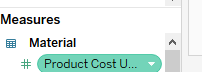 Measures
Material
# Product Cost U...